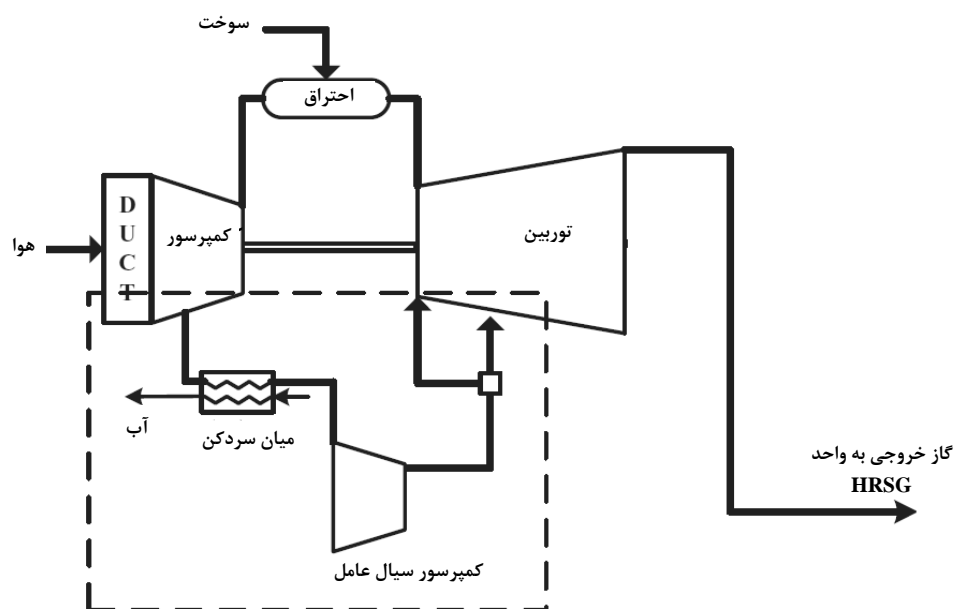 سوخت
احتراق
D
U
C
T
کمپرسور
توربین
هوا
آب
میان سردکن
کمپرسور سیال عامل
گاز خروجی به واحد
HRSG